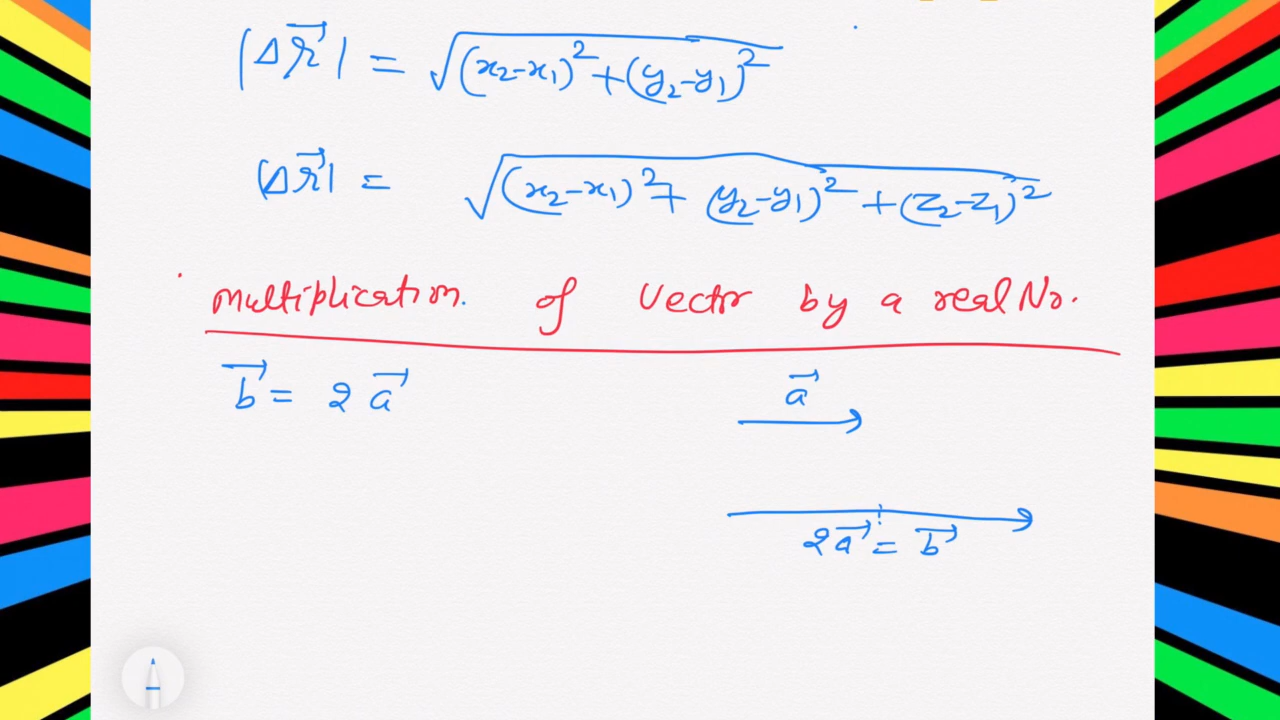 |Δr⃗| = √(x₂-x₁)²+(y₂-y₁)²
|Δr⃗| = √(x₂-x₁)²+(y₂-y₁)²+(z₂-z₁)²
multiplication. of Vector by a real No.
b⃗ = 2 a⃗
a⃗
2a⃗ = b⃗